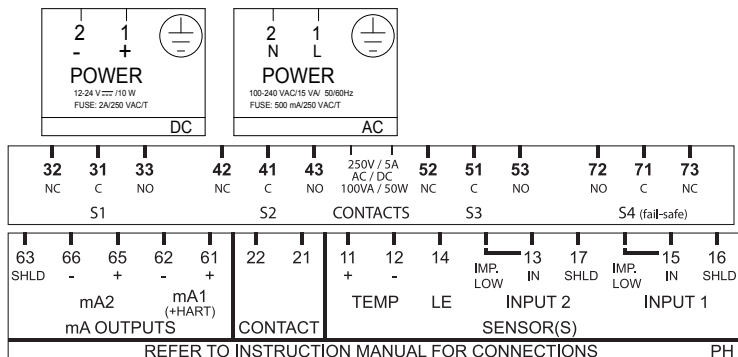 2 1
- +
POWER
12-24 V /10 W
FUSE: 2A/250 VAC/T
DC
2 1
N L
POWER
100-240 VAC/15 VA/ 50/60Hz
FUSE: 500 mA/250 VAC/T
AC
32 31 33 42 41 43 250V / 5A 52 51 53 72 71 73
AC / DC
NC C NO NC C NO 100VA / 50W NC C NO NO C NC
S1 S2 CONTACTS S3 S4 (fail-safe)
63 66 65 62 61 22 21 11 12 14 13 17 15 16
SHLD - + - + + - IMP. LOW IN SHLD IMP. LOW IN SHLD
mA2 mA1 (+HART) TEMP LE INPUT 2 INPUT 1
mA OUTPUTS CONTACT SENSOR(S)
REFER TO INSTRUCTION MANUAL FOR CONNECTIONS PH